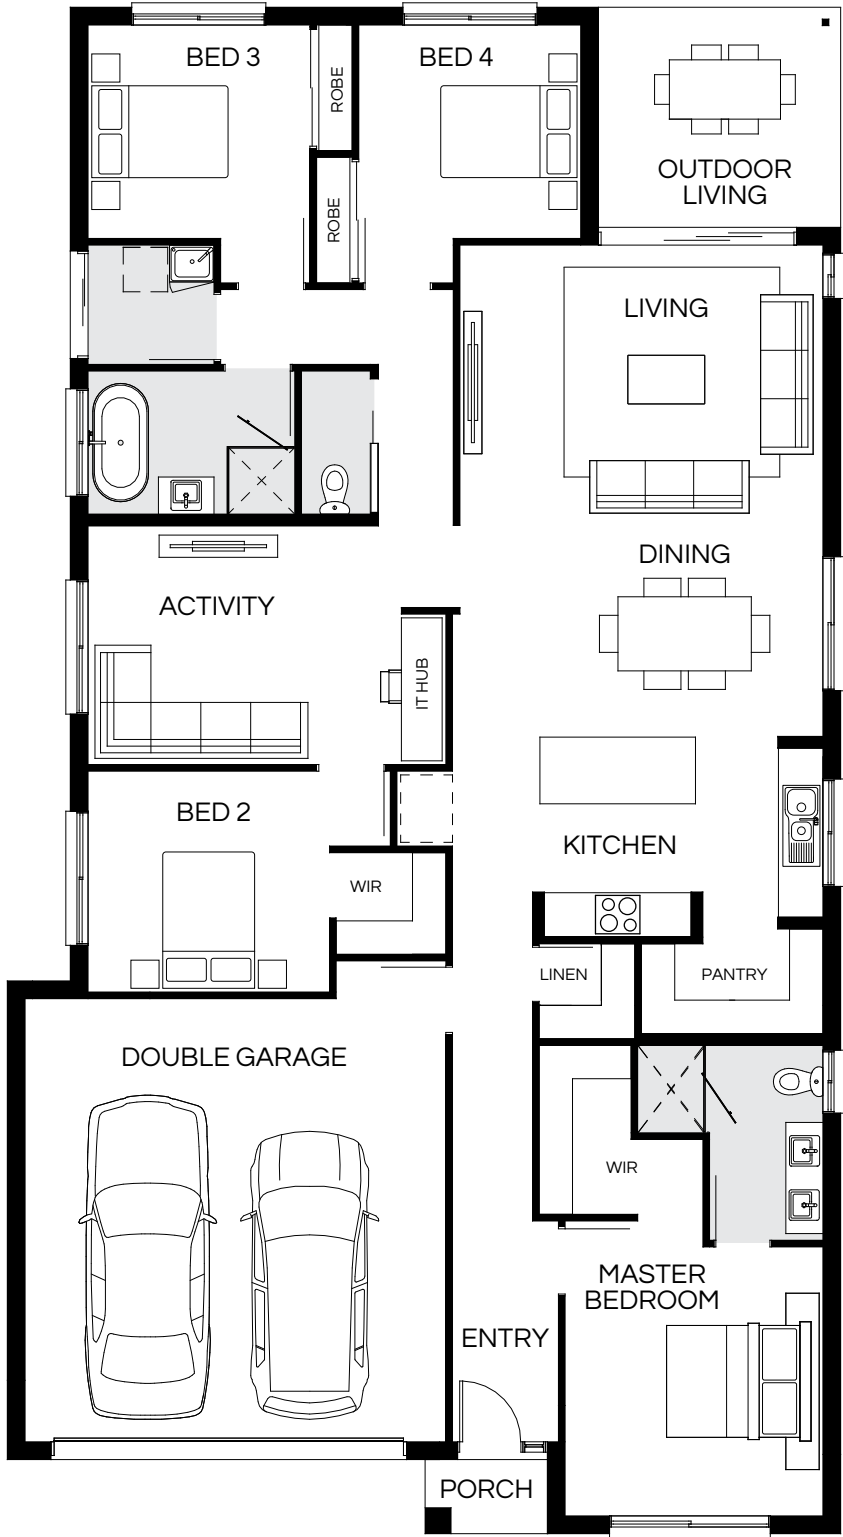 BED 3
ROBE
BED 4
OUTDOOR
LIVING
ROBE
LIVING
DINING
ACTIVITY
IT HUB
BED 2
KITCHEN
WIR
LINEN
PANTRY
DOUBLE GARAGE
WIR
MASTER
BEDROOM
ENTRY
PORCH